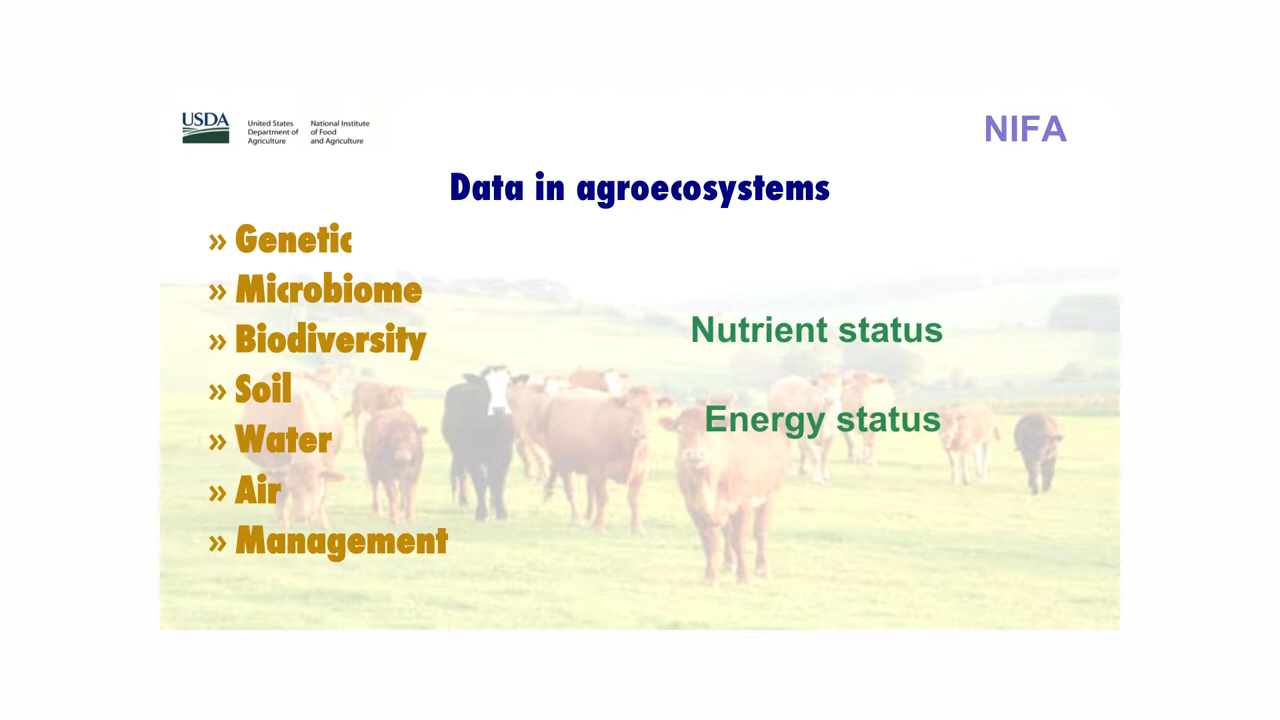 USDA
United States
Department of
Agriculture
National Institute
of Food
and Agriculture
NIFA
Data in agroecosystems
» Genetic
» Microbiome
» Biodiversity
» Soil
» Water
» Air
» Management
Nutrient status
Energy status